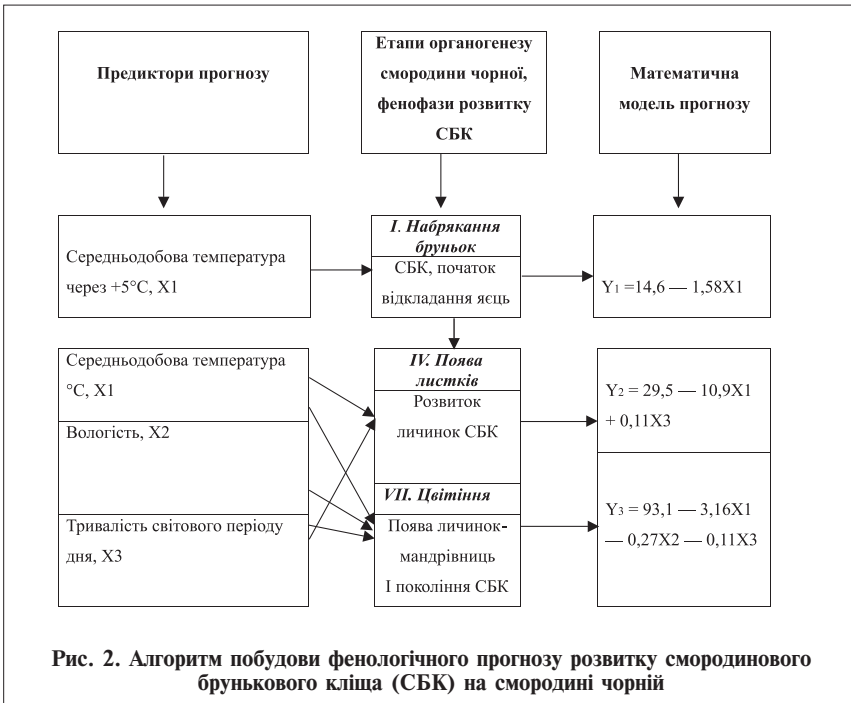 Предиктори прогнозу
Етапи органогенезу
смородини чорної,
фенофази розвитку
СБК
Математична
модель прогнозу
Середньодобова температура
через +5°С, X1
I. Набрякання
бруньок
СБК, початок
відкладання яєць
Y1 =14,6 — 1,58X1
Середньодобова температура
°С, X1
Вологість, X2
Тривалість світового періоду
дня, X3
IV. Поява
листків
Розвиток
личинок СБК
VII. Цвітіння
Поява личинок-
мандрівниць
І покоління СБК
Y2 = 29,5 — 10,9X1
+ 0,11X3
Y3 = 93,1 — 3,16X1
— 0,27X2 — 0,11X3
Рис. 2. Алгоритм побудови фенологічного прогнозу розвитку смородинового
брунькового кліща (СБК) на смородині чорній